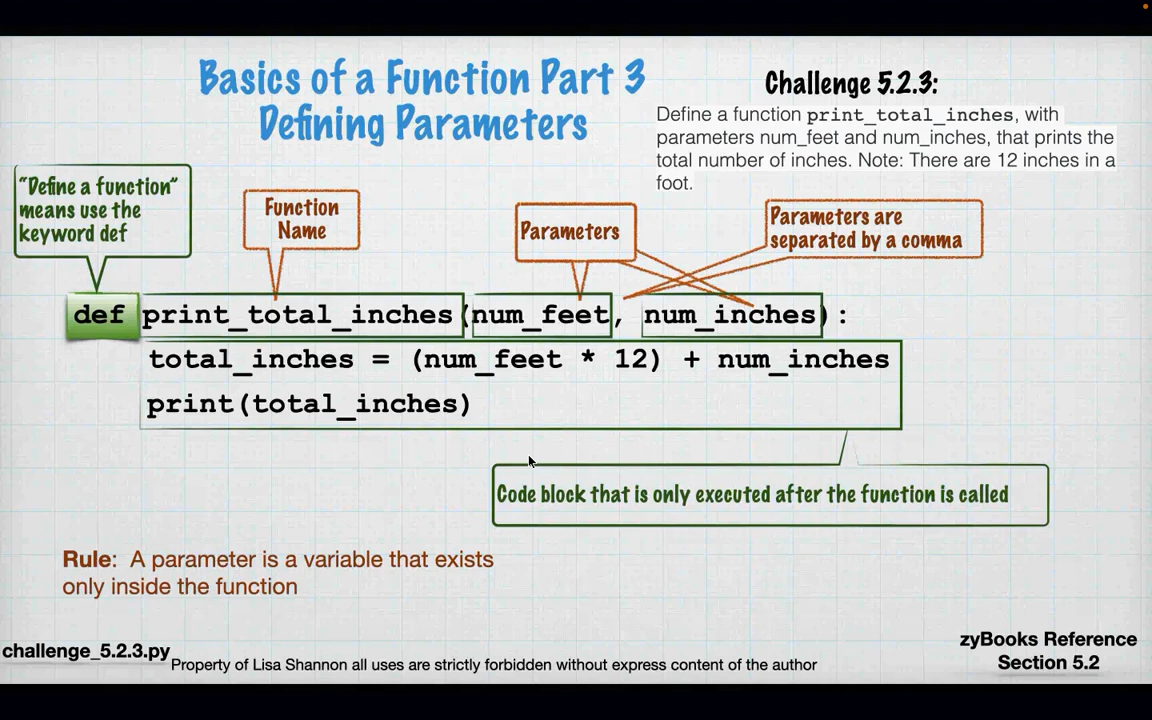 Basics of a Function Part 3
Defining Parameters
Challenge 5.2.3:
Define a function print_total_inches, with
parameters num_feet and num_inches, that prints the
total number of inches. Note: There are 12 inches in a
foot.
"Define a function"
means use the
keyword def
Function
Name
Parameters
Parameters are
separated by a comma
def print_total_inches(num_feet, num_inches):
total_inches = (num_feet * 12) + num_inches
print(total_inches)
Code block that is only executed after the function is called
Rule: A parameter is a variable that exists
only inside the function
challenge_5.2.3.py
Property of Lisa Shannon all uses are strictly forbidden without express content of the author
zyBooks Reference
Section 5.2